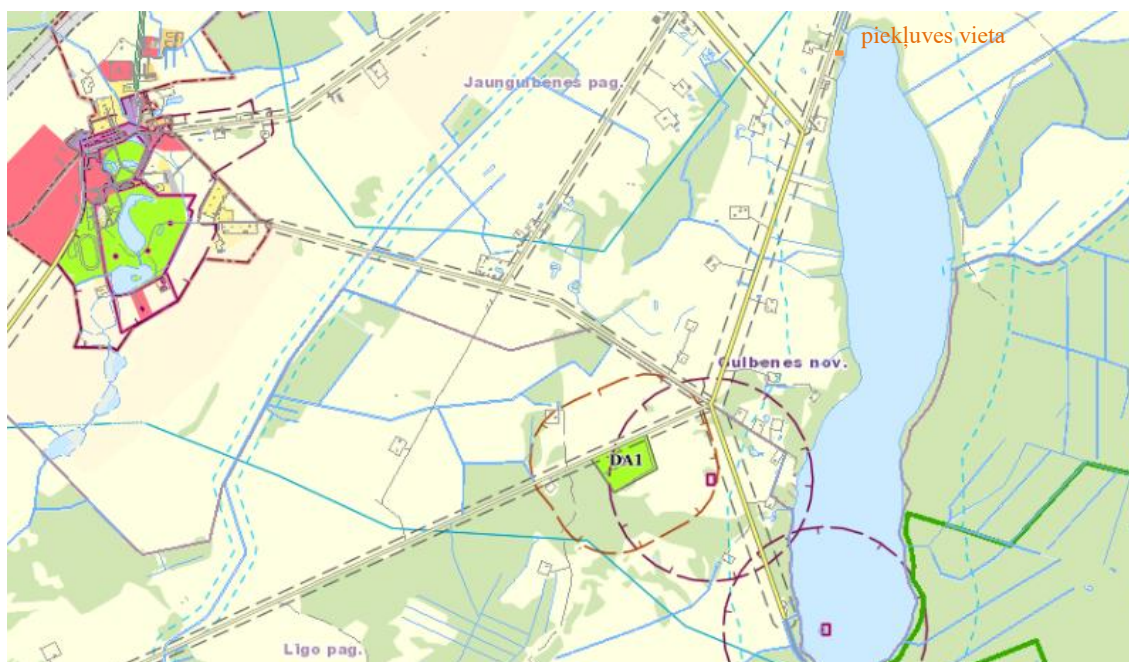 piekļuves vieta
Jaungulbenes pag.
Gulbenes nov.
DA1
Līgo pag.